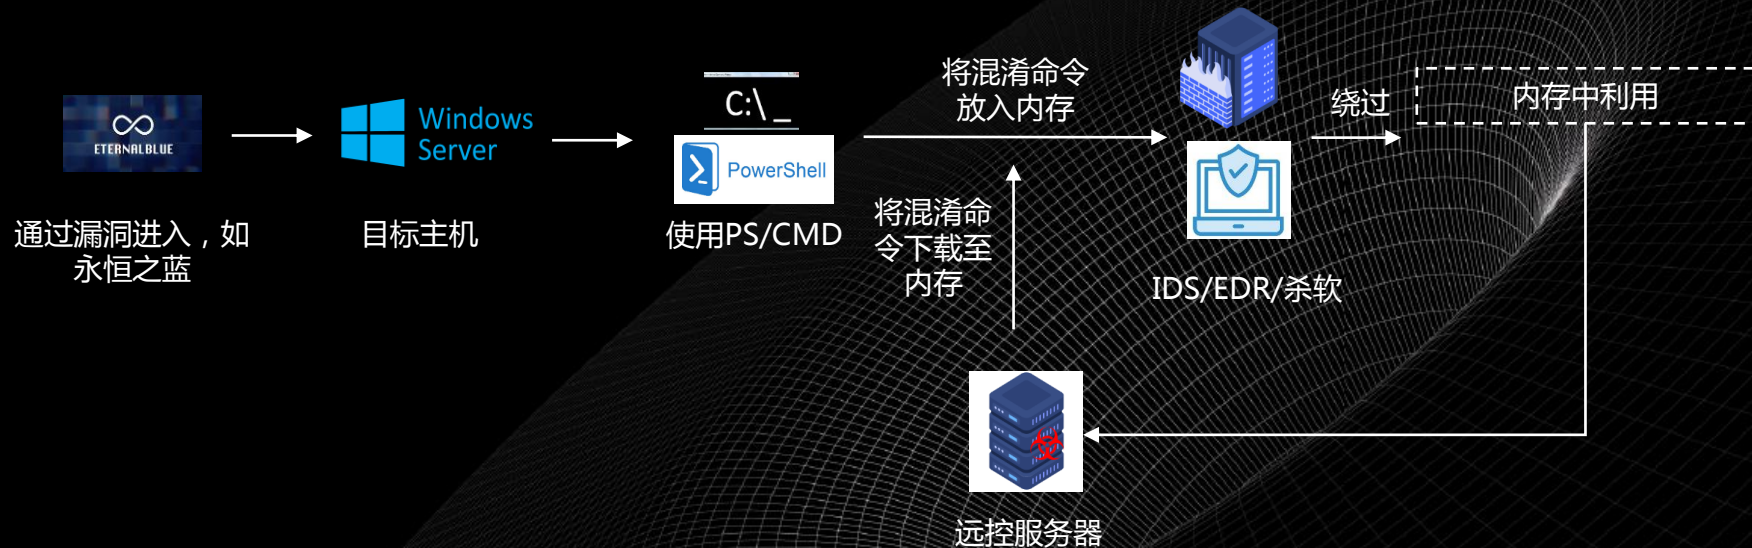 ETERNALBLUE
通过漏洞进入，如
永恒之蓝
Windows
Server
目标主机
C:\_
PowerShell
使用PS/CMD
将混淆命令
放入内存
将混淆命
令下载至
内存
IDS/EDR/杀软
绕过
内存中利用
远控服务器